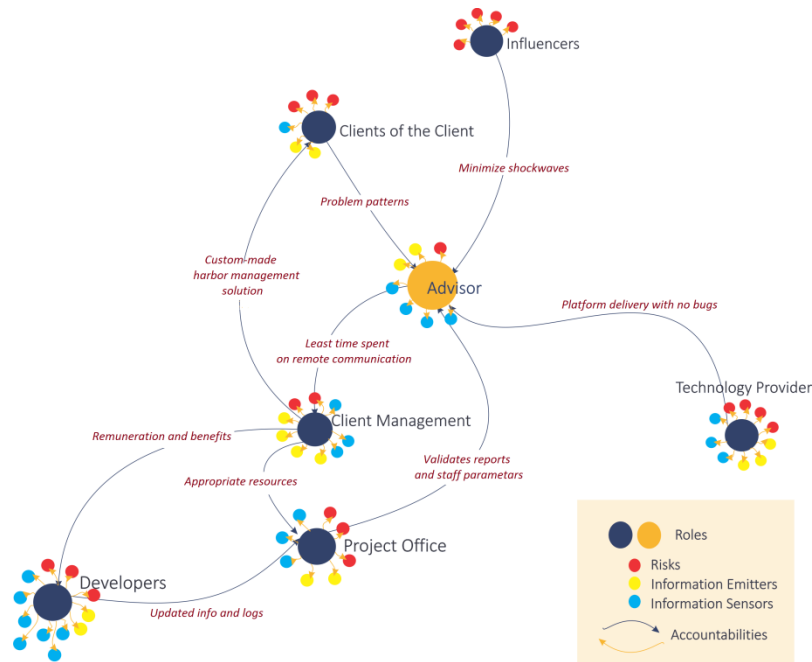 Influencers
Clients of the Client
Minimize shockwaves
Problem patterns
Custom-made
harbor management
solution
Advisor
Platform delivery with no bugs
Least time spent
on remote communication
Technology Provider
Client Management
Remuneration and benefits
Validates reports
and staff parametars
Appropriate resources
Project Office
Developers
Updated info and logs
Roles
Risks
Information Emitters
Information Sensors
Accountabilities